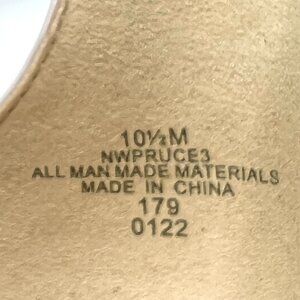 10½M
NWPRUCE3
ALL MAN MADE MATERIALS
MADE IN CHINA
179
0122